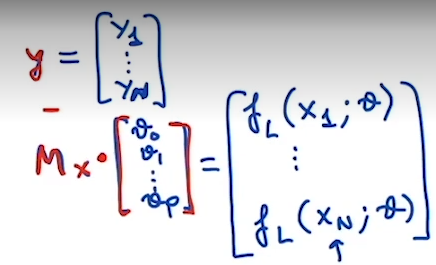 y = [y1 ⋮ yN]
−
Mx • [ϑ0 ϑ1 ⋮ ϑp] = [fL(x1; ϑ) ⋮ fL(xN; ϑ)]
↑